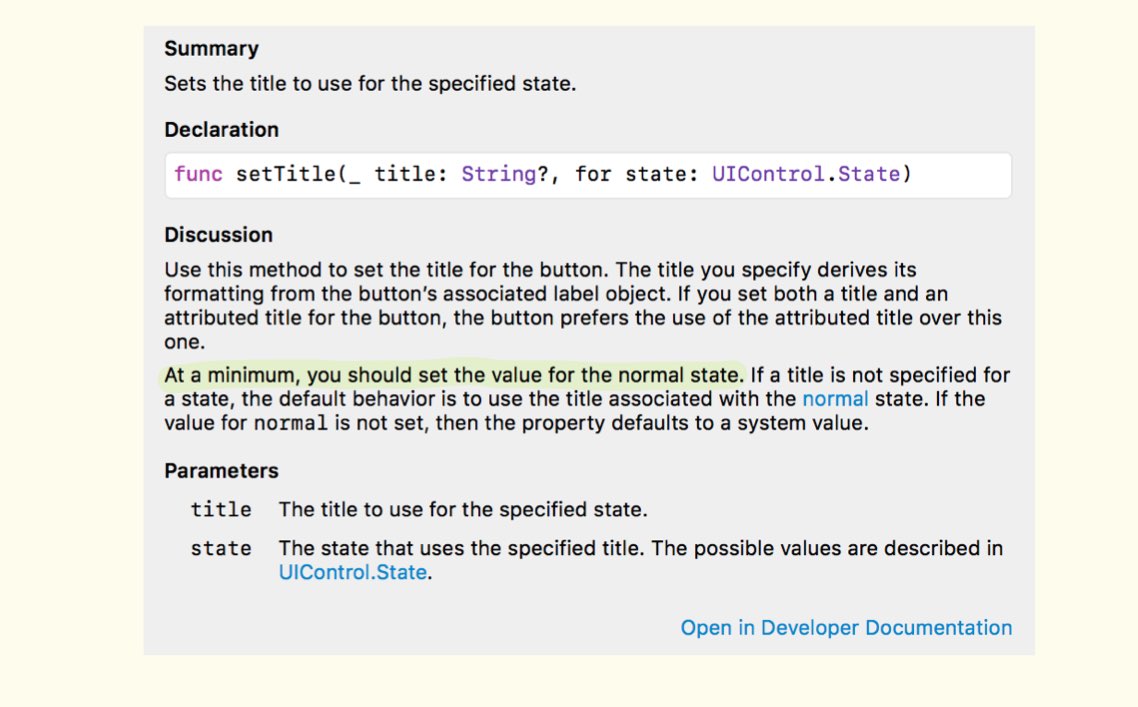 Summary
Sets the title to use for the specified state.
Declaration
func setTitle(_ title: String?, for state: UIControl.State)
Discussion
Use this method to set the title for the button. The title you specify derives its
formatting from the button’s associated label object. If you set both a title and an
attributed title for the button, the button prefers the use of the attributed title over this
one.
At a minimum, you should set the value for the normal state. If a title is not specified for
a state, the default behavior is to use the title associated with the normal state. If the
value for normal is not set, then the property defaults to a system value.
Parameters
title The title to use for the specified state.
state The state that uses the specified title. The possible values are described in
UIControl.State.
Open in Developer Documentation